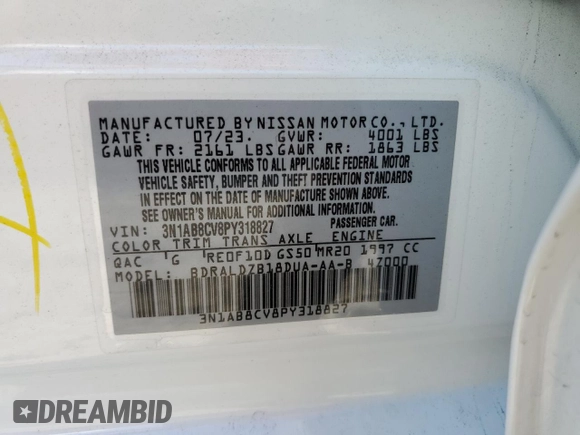 MANUFACTURED BY NISSAN MOTOR CO., LTD.
DATE: 07/23. GVWR: 4001 LBS
GAWR FR: 2161 LBS GAWR RR: 1863 LBS
THIS VEHICLE CONFORMS TO ALL APPLICABLE FEDERAL MOTOR
VEHICLE SAFETY, BUMPER AND THEFT PREVENTION STANDARDS
IN EFFECT ON THE DATE OF MANUFACTURE SHOWN ABOVE.
SEE OWNER'S MANUAL FOR ADDITIONAL INFORMATION.
VIN: 3N1AB8CV8PY318827 PASSENGER CAR.
COLOR TRIM TRANS AXLE ENGINE
QAC G RE0F10D GS50 MR20 1997 CC
MODEL: BDRALDZB18DUA-AA-B 4Z000
3N1AB8CV8PY318827
DREAMBID